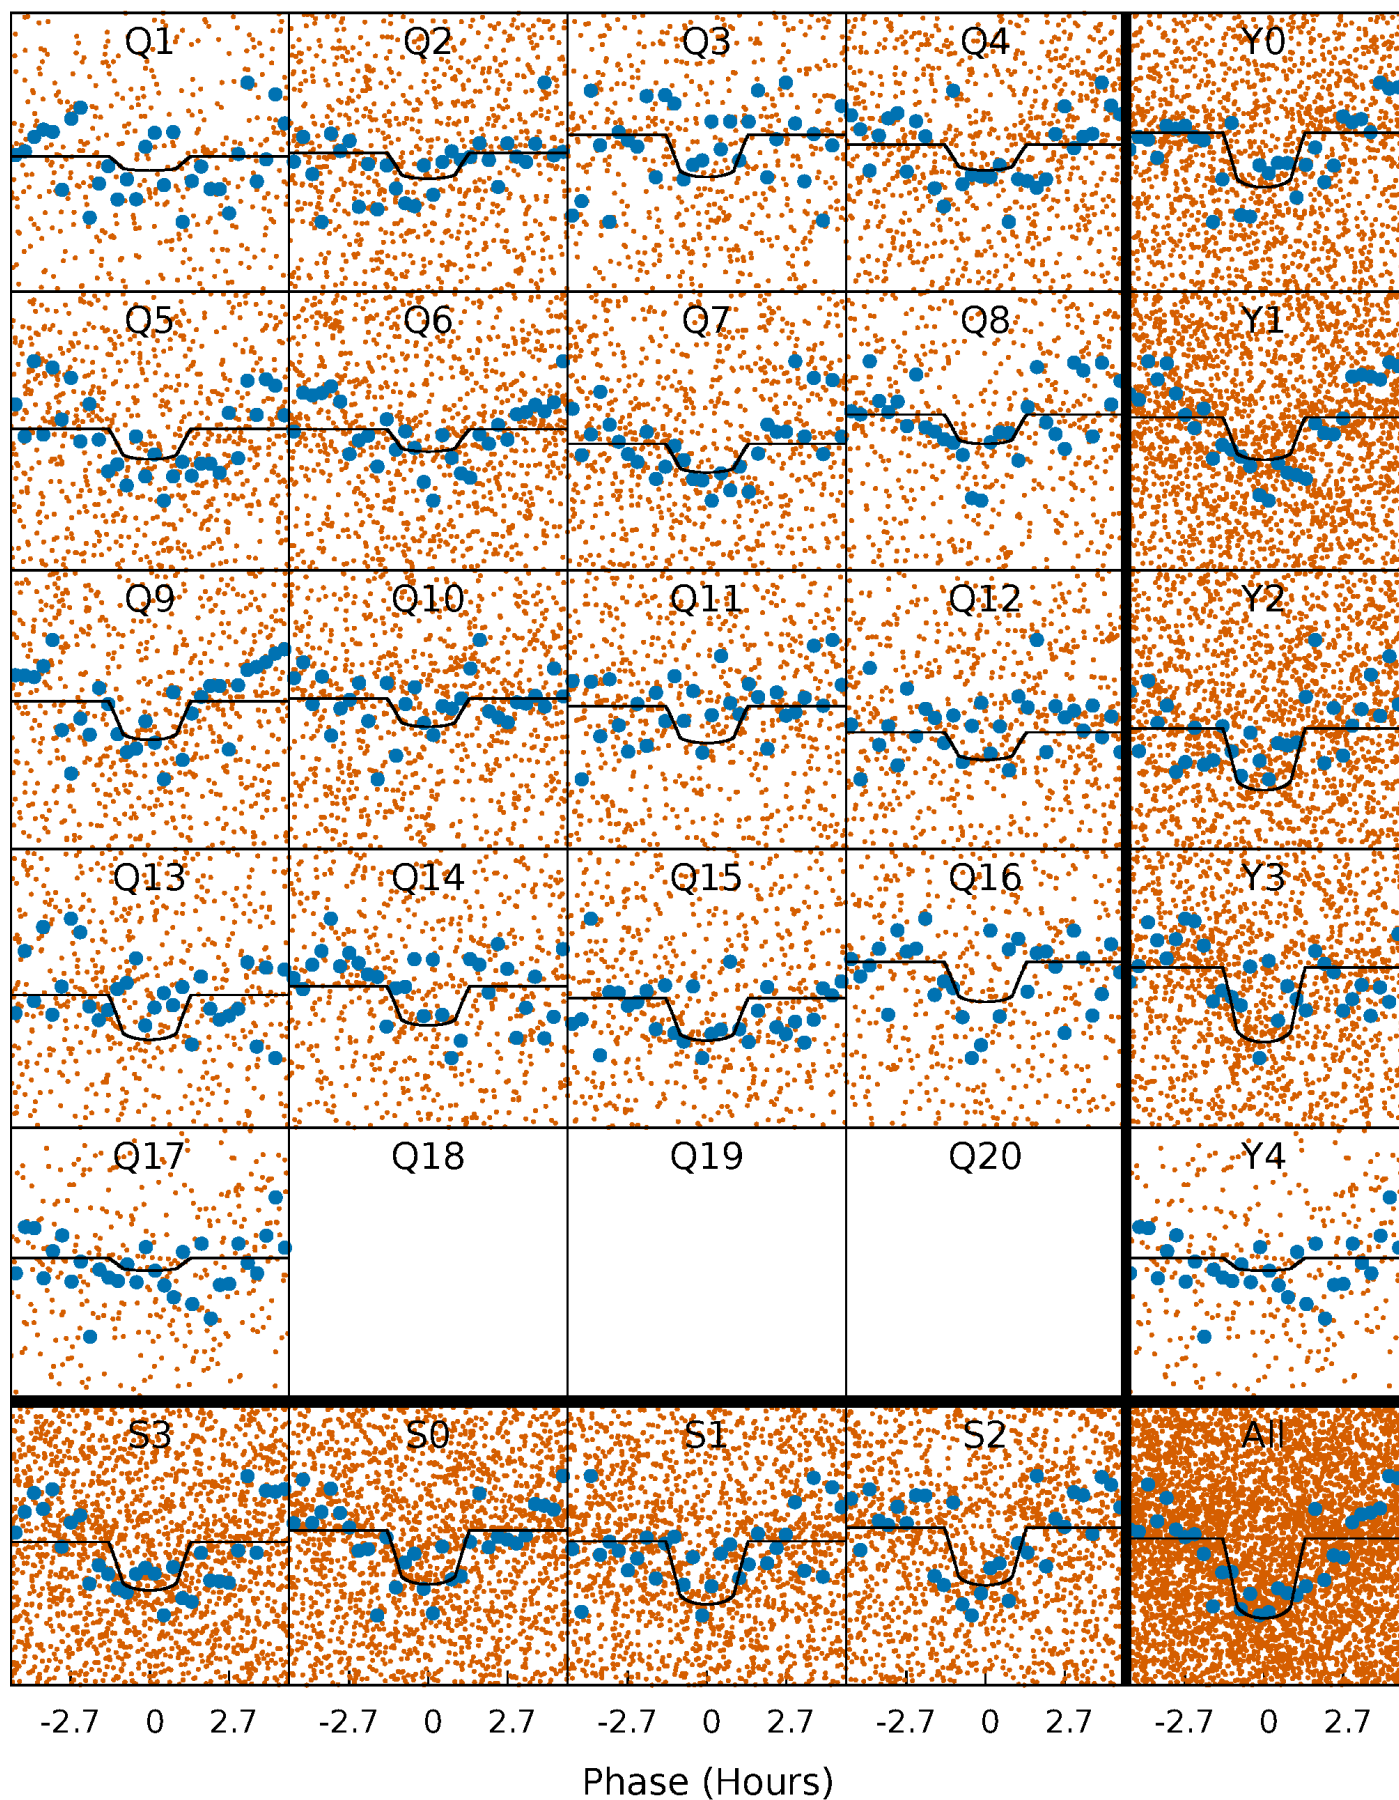 Q1 Q2 Q3 Q4 Y0
Q5 Q6 Q7 Q8 Y1
Q9 Q10 Q11 Q12 Y2
Q13 Q14 Q15 Q16 Y3
Q17 Q18 Q19 Q20 Y4
S3 S0 S1 S2 All
-2.7 0 2.7 -2.7 0 2.7 -2.7 0 2.7 -2.7 0 2.7 -2.7 0 2.7
Phase (Hours)